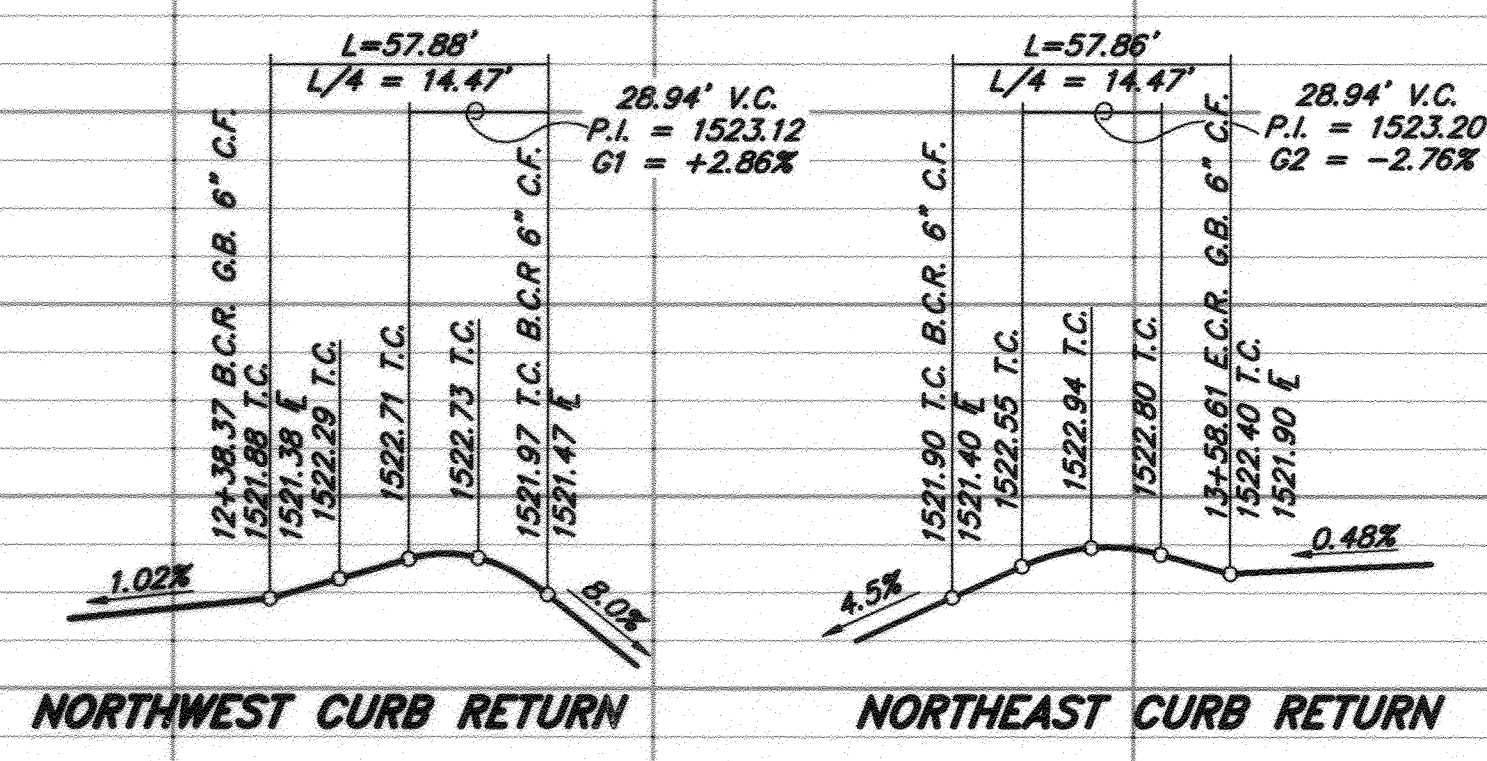 L=57.88'
L/4 = 14.47'
28.94' V.C.
P.I. = 1523.12
G1 = +2.86%
12+38.37 B.C.R. G.B. 6" C.F.
1521.88 T.C.
1521.38 ℄
1522.29 T.C.
1522.71 T.C.
1522.73 T.C.
1521.97 T.C. B.C.R 6" C.F.
1521.47 ℄
1.02%
8.0%
NORTHWEST CURB RETURN
L=57.86'
L/4 = 14.47'
28.94' V.C.
P.I. = 1523.20
G2 = -2.76%
1521.90 T.C. B.C.R. 6" C.F.
1521.40 ℄
1522.55 T.C.
1522.94 T.C.
1522.80 T.C.
13+58.61 E.C.R. G.B. 6" C.F.
1522.40 T.C.
1521.90 ℄
4.5%
0.48%
NORTHEAST CURB RETURN